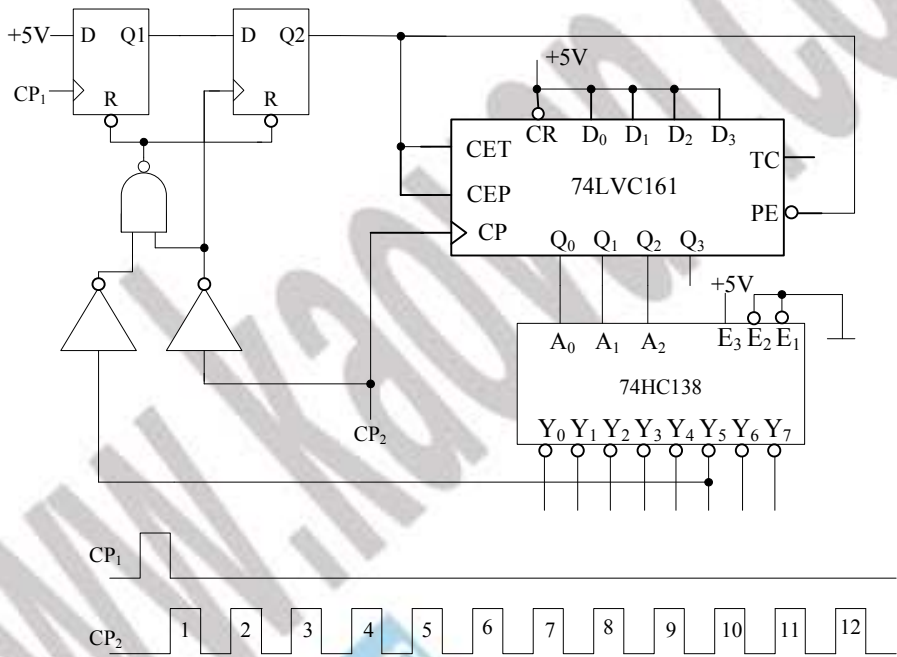 +5V D Q1 D Q2
CP₁ R R
+5V
CR D₀ D₁ D₂ D₃
CET TC
74LVC161
CEP PE
CP Q₀ Q₁ Q₂ Q₃
+5V
A₀ A₁ A₂ E₃ E₂ E₁
74HC138
CP₂
Y₀ Y₁ Y₂ Y₃ Y₄ Y₅ Y₆ Y₇
CP₁
CP₂ 1 2 3 4 5 6 7 8 9 10 11 12